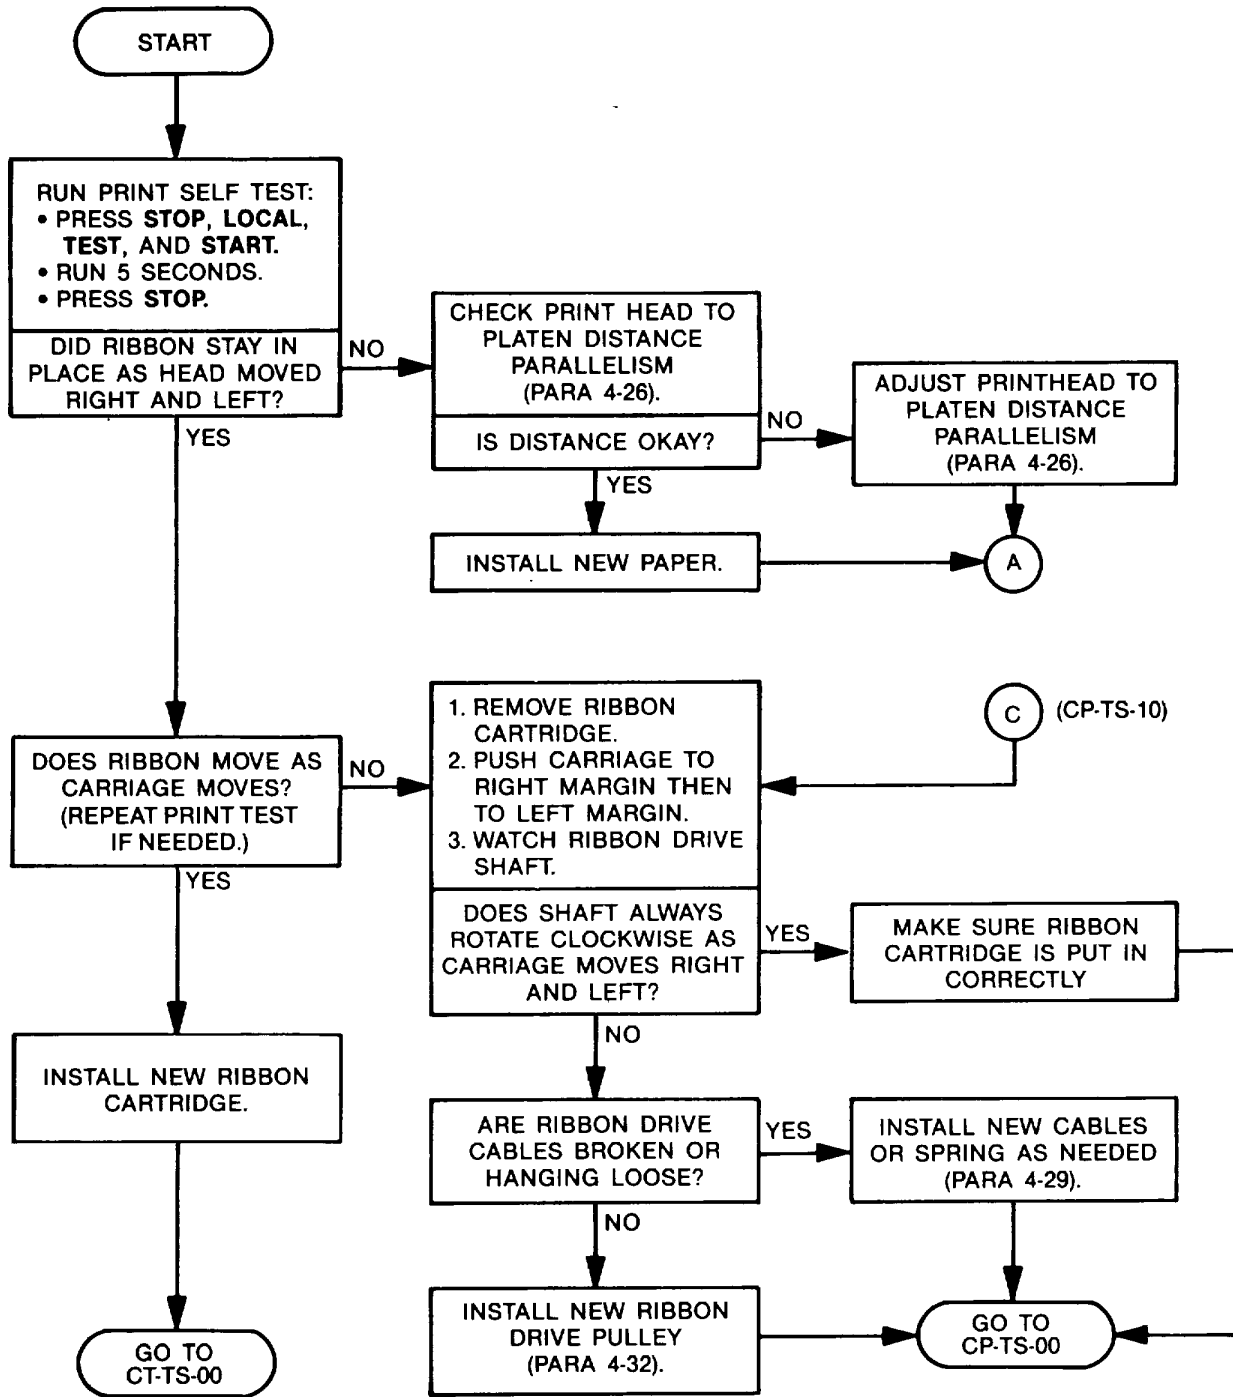 START
RUN PRINT SELF TEST:
• PRESS STOP, LOCAL,
TEST, AND START.
• RUN 5 SECONDS.
• PRESS STOP.
DID RIBBON STAY IN
PLACE AS HEAD MOVED
RIGHT AND LEFT?
NO
YES
CHECK PRINT HEAD TO
PLATEN DISTANCE
PARALLELISM
(PARA 4-26).
IS DISTANCE OKAY?
NO
YES
ADJUST PRINTHEAD TO
PLATEN DISTANCE
PARALLELISM
(PARA 4-26).
INSTALL NEW PAPER.
A
DOES RIBBON MOVE AS
CARRIAGE MOVES?
(REPEAT PRINT TEST
IF NEEDED.)
NO
YES
1. REMOVE RIBBON
CARTRIDGE.
2. PUSH CARRIAGE TO
RIGHT MARGIN THEN
TO LEFT MARGIN.
3. WATCH RIBBON DRIVE
SHAFT.
DOES SHAFT ALWAYS
ROTATE CLOCKWISE AS
CARRIAGE MOVES RIGHT
AND LEFT?
C (CP-TS-10)
YES
NO
MAKE SURE RIBBON
CARTRIDGE IS PUT IN
CORRECTLY
INSTALL NEW RIBBON
CARTRIDGE.
ARE RIBBON DRIVE
CABLES BROKEN OR
HANGING LOOSE?
YES
NO
INSTALL NEW CABLES
OR SPRING AS NEEDED
(PARA 4-29).
GO TO
CT-TS-00
INSTALL NEW RIBBON
DRIVE PULLEY
(PARA 4-32).
GO TO
CP-TS-00